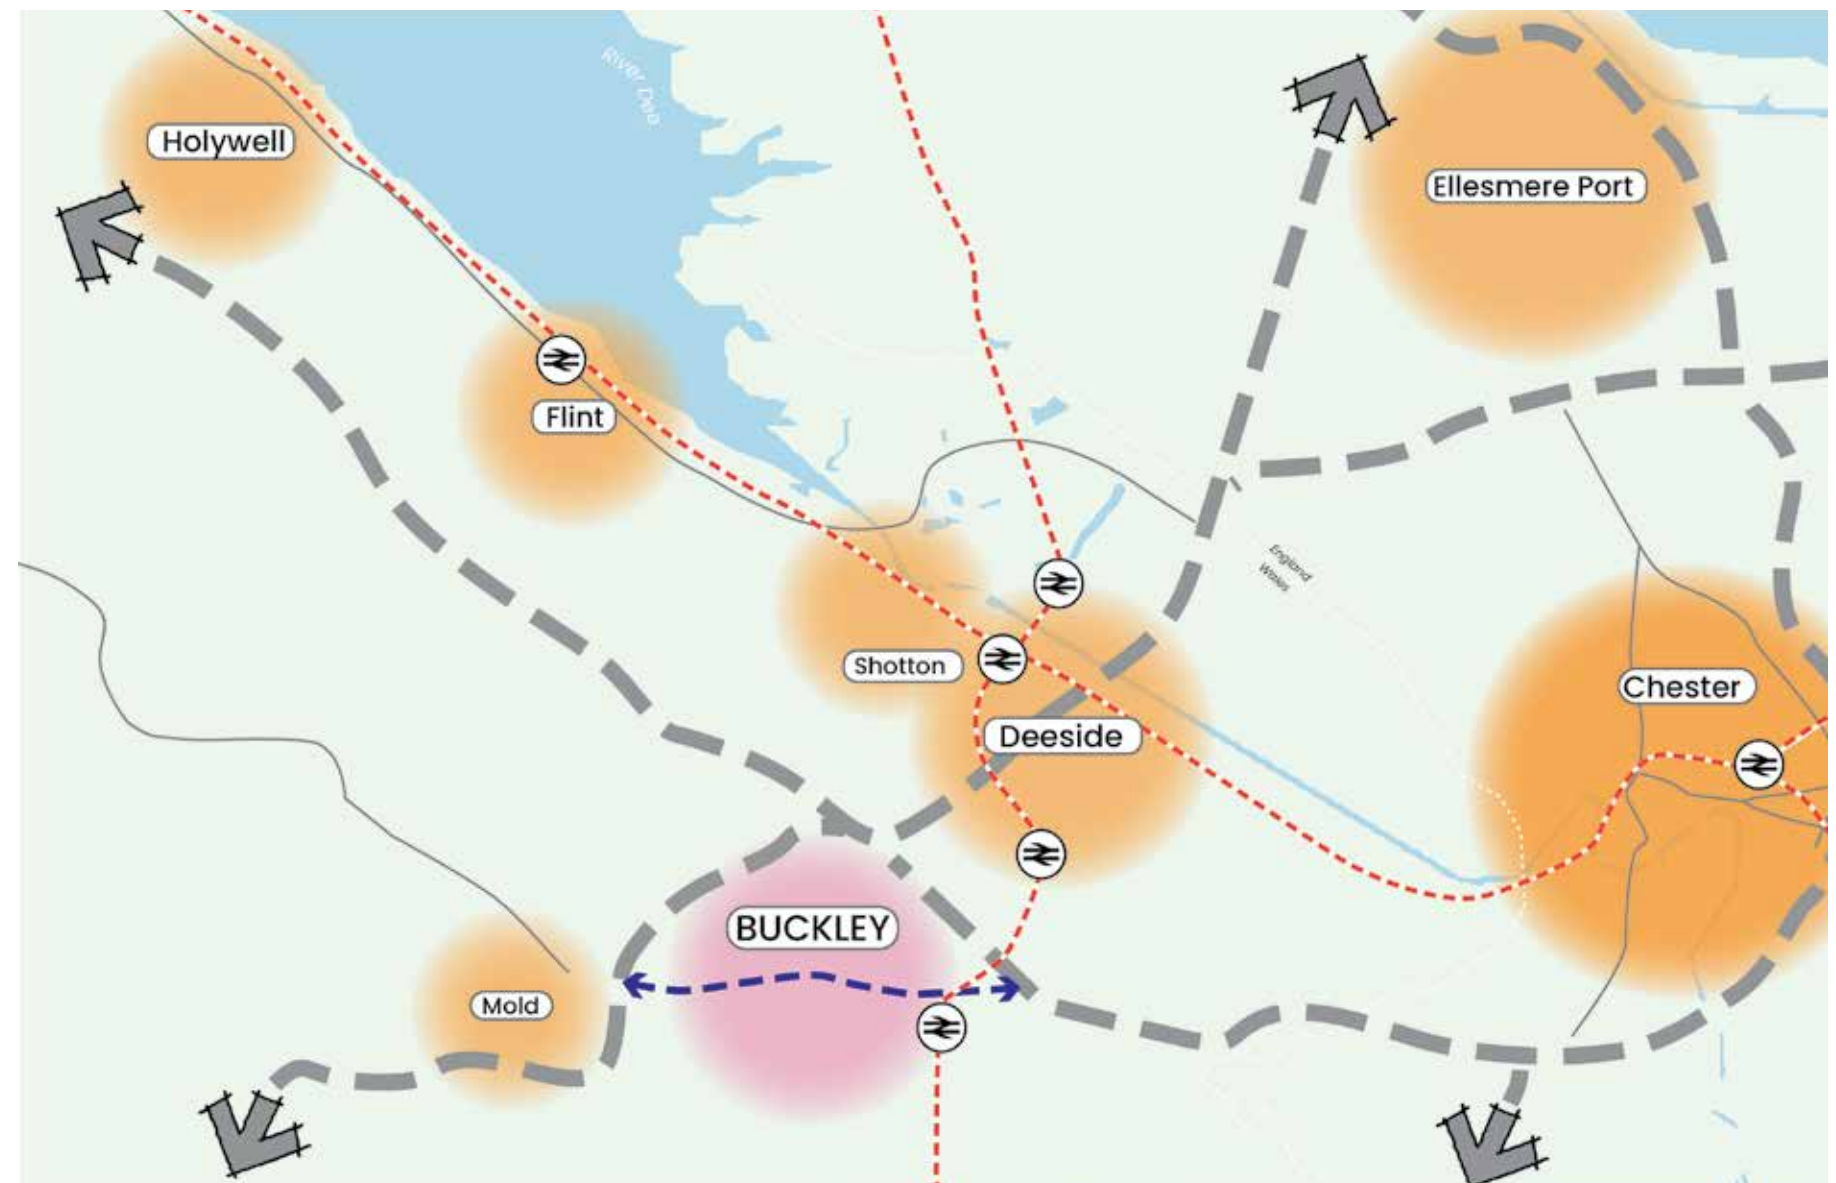 River Dee
Holywell
Ellesmere Port
Flint
England
Wales
Shotton
Chester
Deeside
BUCKLEY
Mold